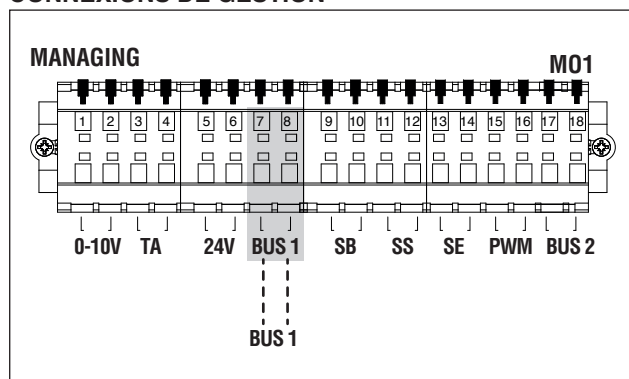 CONNEXIONS DE GESTION
MANAGING M01
1 2 3 4 5 6 7 8 9 10 11 12 13 14 15 16 17 18
0-10V TA 24V BUS 1 SB SS SE PWM BUS 2
BUS 1